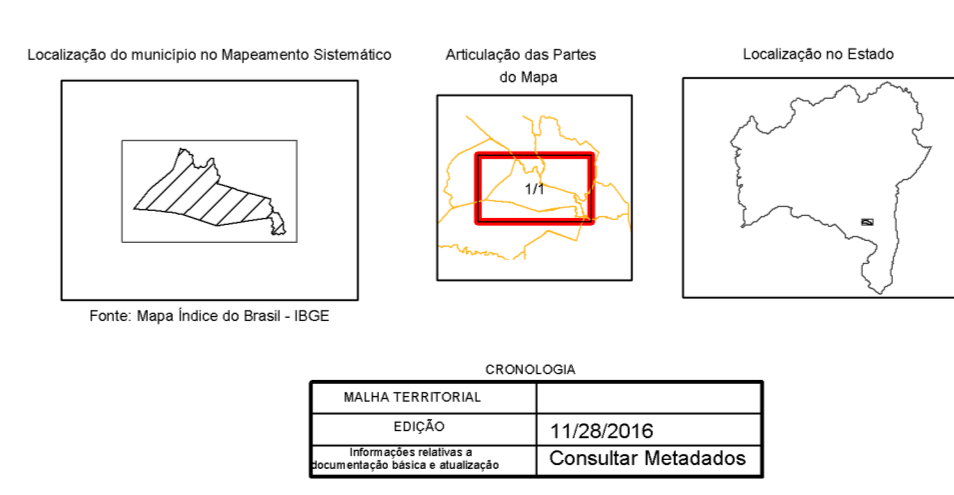 Localização do município no Mapeamento Sistemático
Fonte: Mapa Índice do Brasil - IBGE
Articulação das Partes
do Mapa
1/1
Localização no Estado
CRONOLOGIA
MALHA TERRITORIAL
EDIÇÃO
11/28/2016
Informações relativas a
documentação básica e atualização
Consultar Metadados